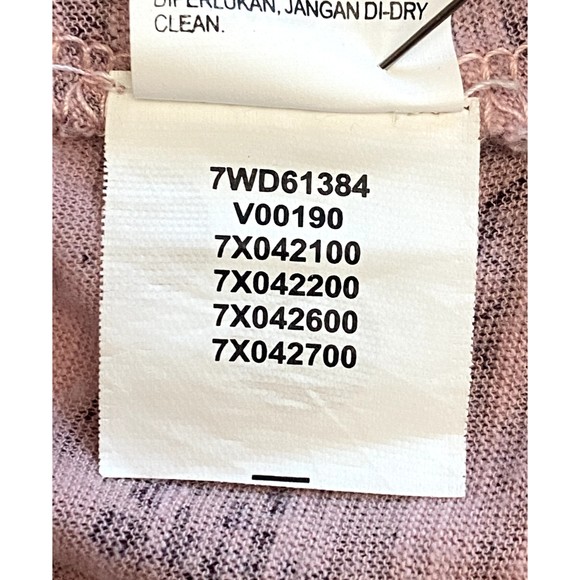 DIPERLUKAN, JANGAN DI-DRY
CLEAN.
7WD61384
V00190
7X042100
7X042200
7X042600
7X042700